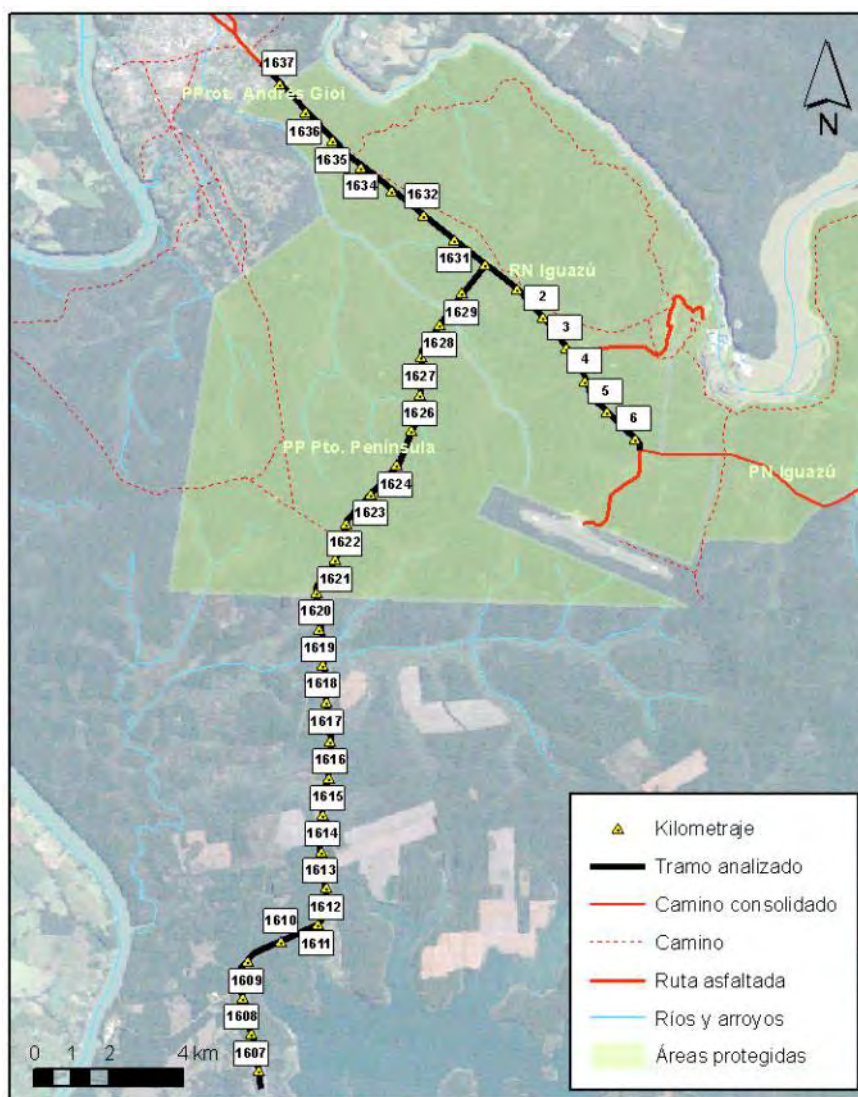 1637
PProt. Andrés Gioi
1636
1635
1634
1632
1631
RN Iguazú
2
1629
3
1628
4
1627
5
1626
6
PP Pto. Península
1624
PN Iguazú
1623
1622
1621
1620
1619
1618
1617
1616
1615
1614
1613
1612
1610
1611
1609
1608
1607
N
0 1 2 4 km
Kilometraje
Tramo analizado
Camino consolidado
Camino
Ruta asfaltada
Ríos y arroyos
Áreas protegidas